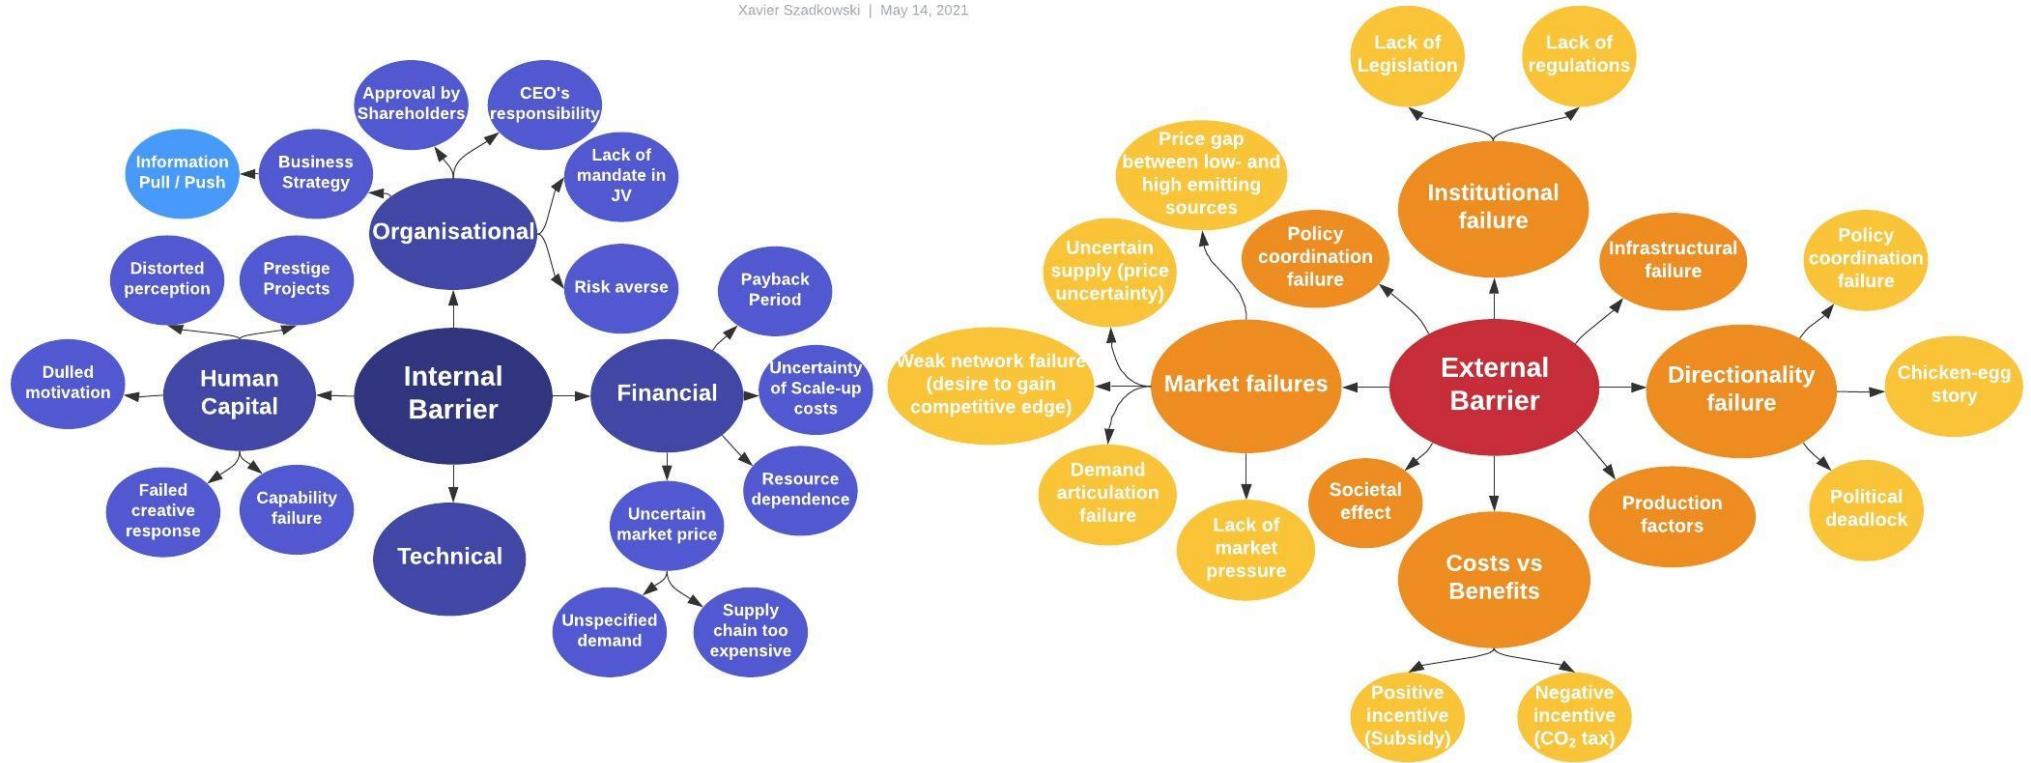 Xavier Szadkowski | May 14, 2021
Approval by
Shareholders
CEO's
responsibility
Information
Pull / Push
Business
Strategy
Lack of
mandate in
JV
Organisational
Risk averse
Distorted
perception
Prestige
Projects
Payback
Period
Dulled
motivation
Human
Capital
Internal
Barrier
Financial
Uncertainty
of Scale-up
costs
Failed
creative
response
Capability
failure
Technical
Resource
dependence
Uncertain
market price
Unspecified
demand
Supply
chain too
expensive
Lack of
Legislation
Lack of
regulations
Price gap
between low- and
high emitting
sources
Institutional
failure
Uncertain
supply (price
uncertainty)
Policy
coordination
failure
Infrastructural
failure
Policy
coordination
failure
Weak network failure
(desire to gain
competitive edge)
Market failures
External
Barrier
Directionality
failure
Chicken-egg
story
Demand
articulation
failure
Lack of
market
pressure
Societal
effect
Production
factors
Political
deadlock
Costs vs
Benefits
Positive
incentive
(Subsidy)
Negative
incentive
(CO₂ tax)